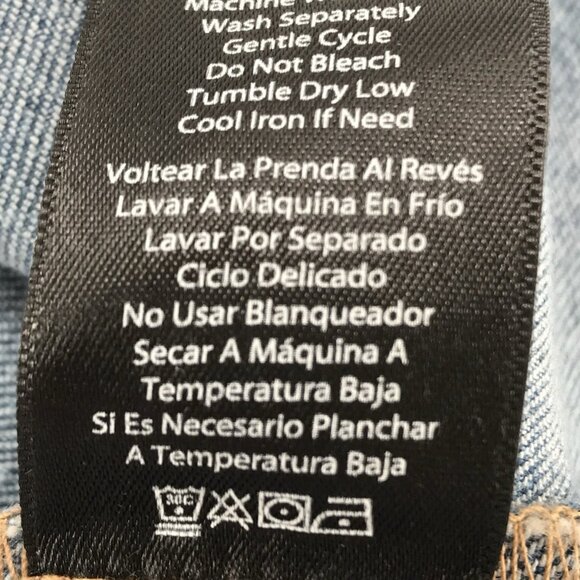 Machine
Wash Separately
Gentle Cycle
Do Not Bleach
Tumble Dry Low
Cool Iron If Need
Voltear La Prenda Al Revés
Lavar A Máquina En Frío
Lavar Por Separado
Ciclo Delicado
No Usar Blanqueador
Secar A Máquina A
Temperatura Baja
Si Es Necesario Planchar
A Temperatura Baja
30C